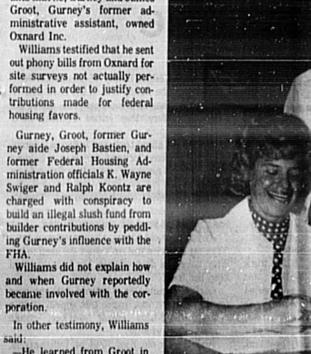 Groot, Gurney's former ad-
ministrative assistant, owned
Oxnard Inc.
Williams testified that he sent
out phony bills from Oxnard for
site surveys not actually per-
formed in order to justify con-
tributions made for federal
housing favors.
Gurney, Groot, former Gur-
ney aide Joseph Bastien, and
former Federal Housing Ad-
ministration officials K. Wayne
Swiger and Ralph Koontz are
charged with conspiracy to
build an illegal slush fund from
builder contributions by peddl-
ing Gurney's influence with the
FHA.
Williams did not explain how
and when Gurney reportedly
became involved with the cor-
poration.
In other testimony, Williams
said:
—He learned from Groot in